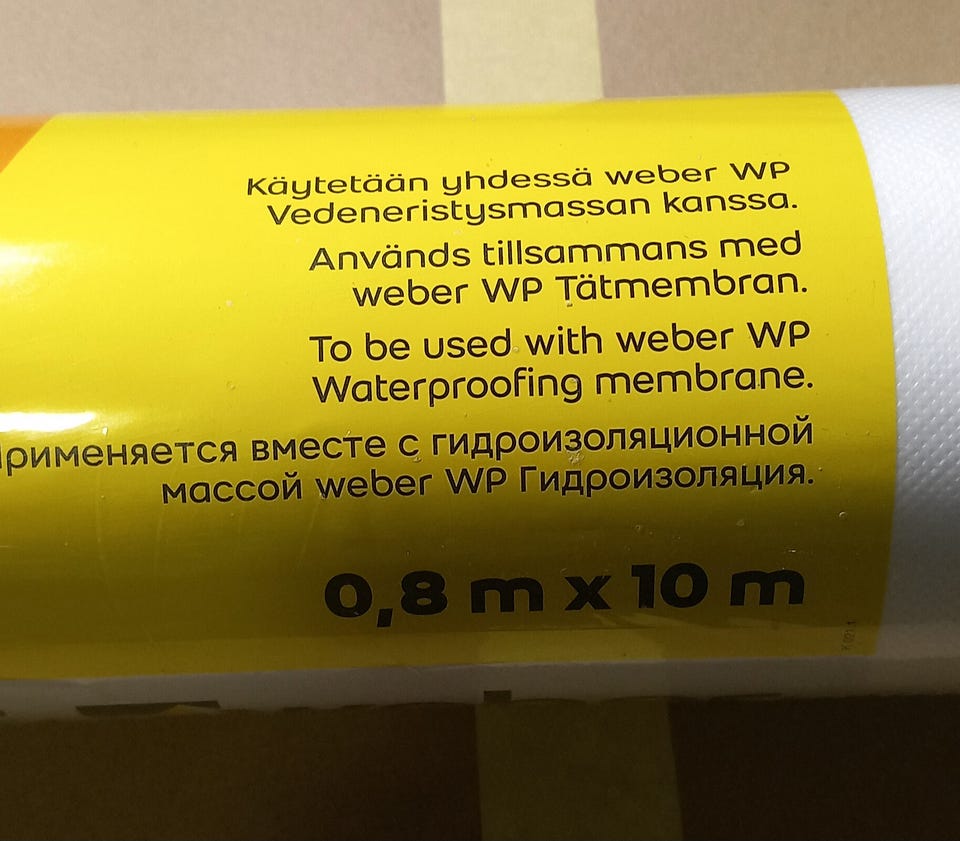 Käytetään yhdessä weber WP
Vedeneristysmassan kanssa.
Används tillsammans med
weber WP Tätmembran.
To be used with weber WP
Waterproofing membrane.
Применяется вместе с гидроизоляционной
массой weber WP Гидроизоляция.
0,8 m x 10 m